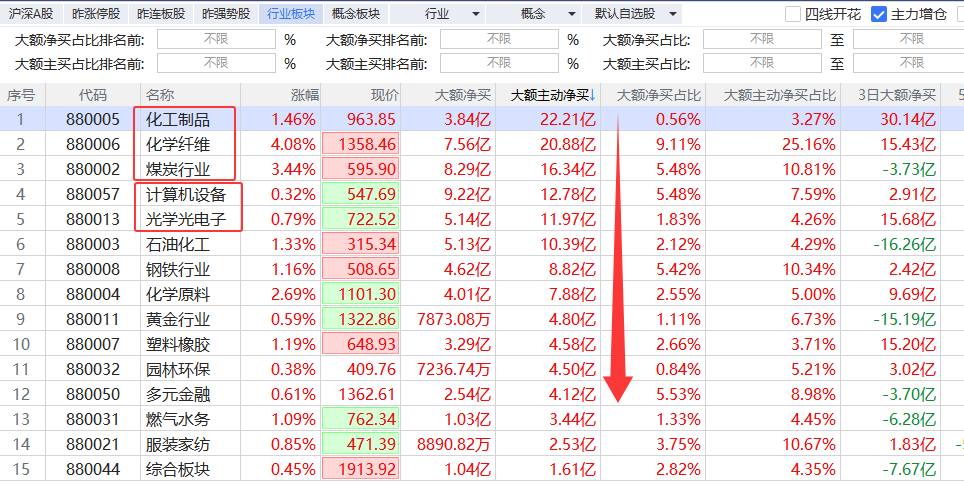 沪深A股 昨涨停股 昨连板股 昨强势股 行业板块 概念板块 行业 概念 默认自选股 四线开花 主力增仓
大额净买占比排名前: 不限 % 大额净买排名前: 不限 % 大额净买占比: 不限 至 不限
大额主买占比排名前: 不限 % 大额主买排名前: 不限 % 大额主买占比: 不限 至 不限
序号 代码 名称 涨幅 现价 大额净买 大额主动净买↓ 大额净买占比 大额主动净买占比 3日大额净买 5
1 880005 化工制品 1.46% 963.85 3.84亿 22.21亿 0.56% 3.27% 30.14亿
2 880006 化学纤维 4.08% 1358.46 7.56亿 20.88亿 9.11% 25.16% 15.43亿
3 880002 煤炭行业 3.44% 595.90 8.29亿 16.34亿 5.48% 10.81% -3.73亿
4 880057 计算机设备 0.32% 547.69 9.22亿 12.78亿 5.48% 7.59% 2.91亿
5 880013 光学光电子 0.79% 722.52 5.14亿 11.97亿 1.83% 4.26% 15.68亿
6 880003 石油化工 1.33% 315.34 5.13亿 10.39亿 2.12% 4.29% -16.26亿
7 880008 钢铁行业 1.16% 508.65 4.62亿 8.82亿 5.42% 10.34% 2.42亿
8 880004 化学原料 2.69% 1101.30 4.01亿 7.88亿 2.55% 5.00% 9.69亿
9 880011 黄金行业 0.59% 1322.86 7873.08万 4.80亿 1.11% 6.73% -15.19亿
10 880007 塑料橡胶 1.19% 648.93 3.29亿 4.58亿 2.66% 3.71% 15.20亿
11 880032 园林环保 0.38% 409.76 7236.74万 4.50亿 0.84% 5.21% 3.02亿
12 880050 多元金融 0.61% 1362.61 2.54亿 4.12亿 5.53% 8.98% -3.70亿
13 880031 燃气水务 1.09% 762.34 1.03亿 3.44亿 1.33% 4.45% -6.28亿
14 880021 服装家纺 0.85% 471.39 8890.82万 2.53亿 3.75% 10.67% 1.83亿
15 880044 综合板块 0.45% 1913.92 1.04亿 1.61亿 2.82% 4.35% -7.67亿